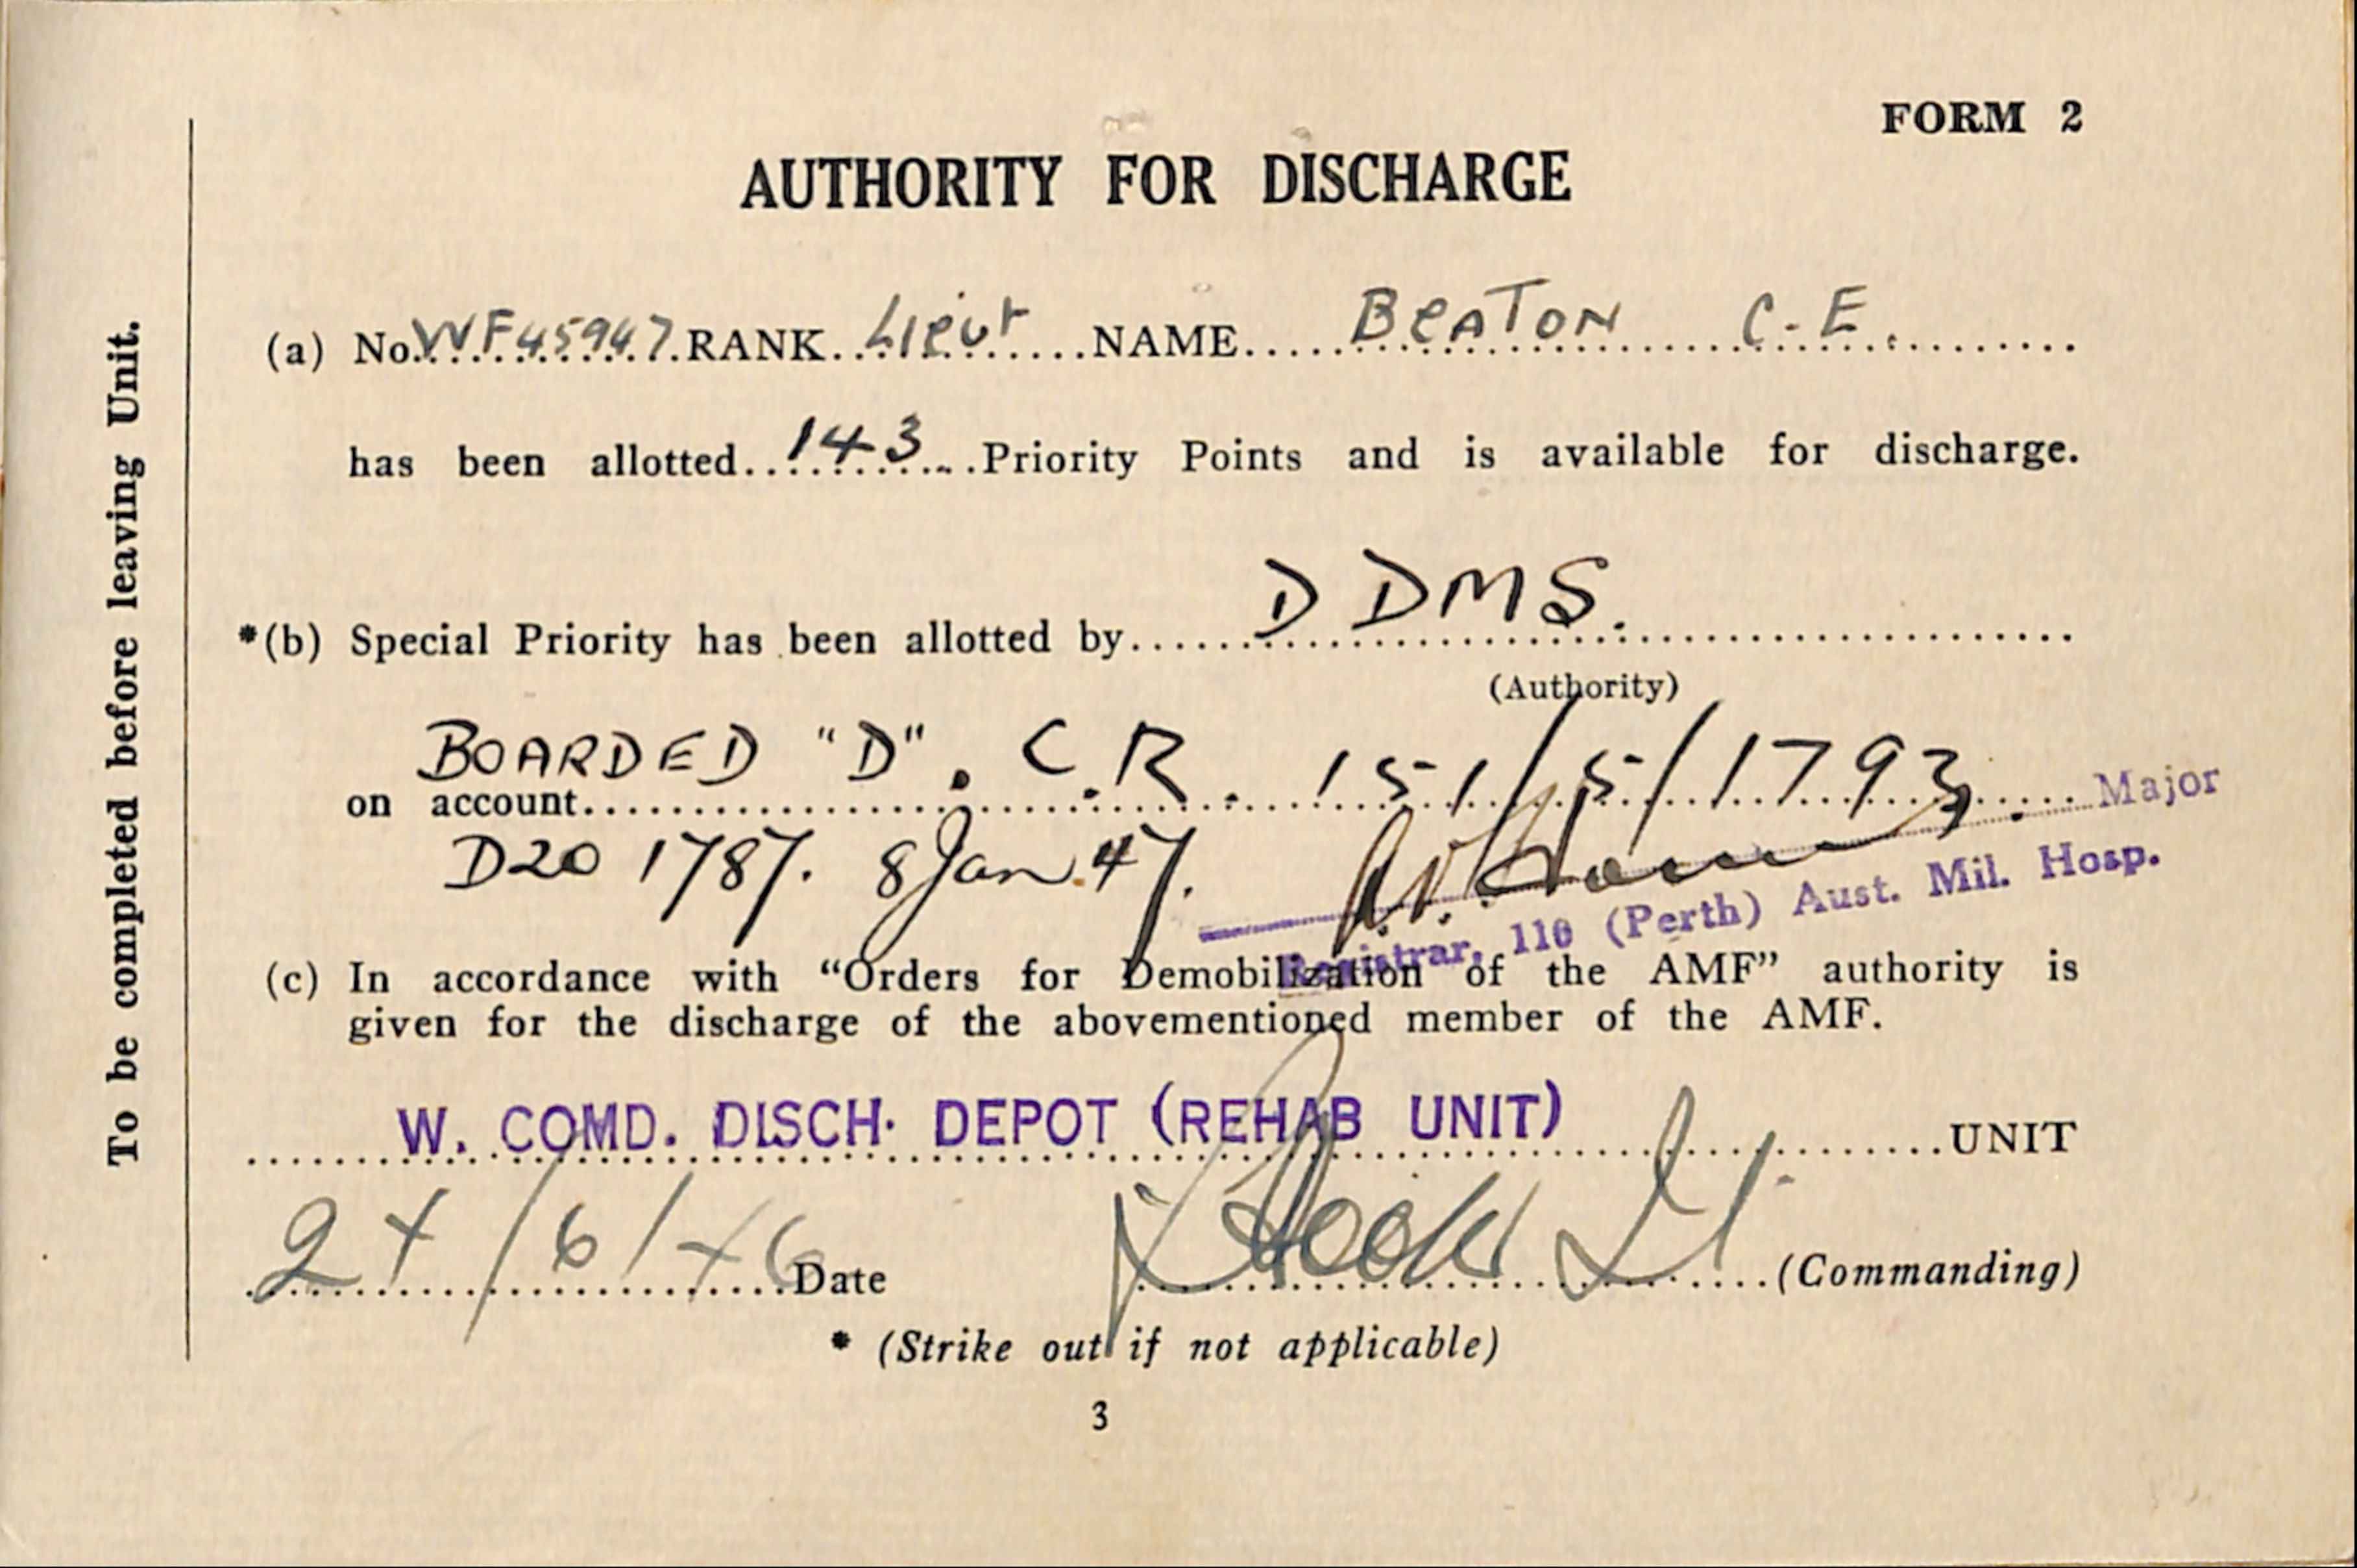 FORM 2
AUTHORITY FOR DISCHARGE
To be completed before leaving Unit.
(a) No. WF45947. RANK Lieut NAME BEATON C-E.
has been allotted 143 Priority Points and is available for discharge.
*(b) Special Priority has been allotted by D D M S.
(Authority)
BOARDED "D". C.R. 151/5/1793.
on account Major
D20 1787. 8 Jan 47.
Registrar, 110 (Perth) Aust. Mil. Hosp.
(c) In accordance with “Orders for Demobilization of the AMF” authority is
given for the discharge of the abovementioned member of the AMF.
W. COMD. DISCH. DEPOT (REHAB UNIT) UNIT
24/6/46 Date Lt. (Commanding)
* (Strike out if not applicable)
3